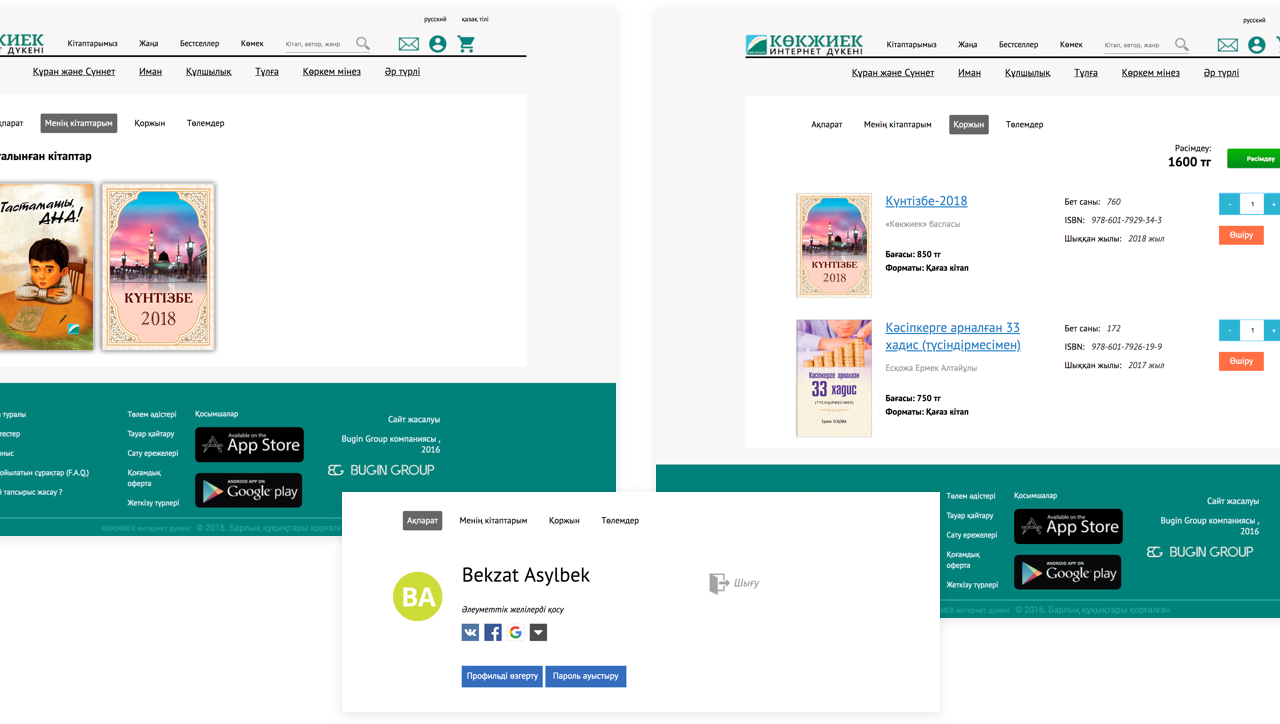 русский қазақ тілі
ИЕК
Т ДҮКЕНІ
Кітаптарымыз Жаңа Бестселлер Көмек Кітап, автор, жанр
Құран және Сүннет Иман Құлшылық Тұлға Көркем мінез Әр түрлі
қпарат Менің кітаптарым Қоржын Төлемдер
талынған кітаптар
Тастамашы,
АНА!
КҮНТІЗБЕ
2018
туралы
тестер
ныс
ойылатын сұрақтар (F.A.Q.)
тапсырыс жасау ?
Төлем әдістері
Тауар қайтару
Сату ережелері
Қоғамдық
оферта
Жеткізу түрлері
Қосымшалар
Available on the
App Store
ANDROID APP ON
Google play
Сайт жасалуы
Bugin Group компаниясы ,
2016
BUGIN GROUP
КӨКЖИЕК интернет дүкені © 2016. Барлық құқықтары қорғалған
русский
КӨКЖИЕК
ИНТЕРНЕТ ДҮКЕНІ
Кітаптарымыз Жаңа Бестселлер Көмек Кітап, автор, жанр
Құран және Сүннет Иман Құлшылық Тұлға Көркем мінез Әр түрлі
Ақпарат Менің кітаптарым Қоржын Төлемдер
Рәсімдеу:
1600 тг
Рәсімдеу
КҮНТІЗБЕ
2018
Күнтізбе-2018
«Көкжиек» баспасы
Бағасы: 850 тг
Форматы: Қағаз кітап
Бет саны: 760
ISBN: 978-601-7929-34-3
Шыққан жылы: 2018 жыл
- 1 +
Өшіру
Кәсіпкерге арналған
33 хадис
(ТҮСІНДІРМЕСІМЕН)
Ермек ЕСҚОЖА
Кәсіпкерге арналған 33
хадис (түсіндірмесімен)
Есқожа Ермек Алтайұлы
Бағасы: 750 тг
Форматы: Қағаз кітап
Бет саны: 172
ISBN: 978-601-7926-19-9
Шыққан жылы: 2017 жыл
- 1 +
Өшіру
Төлем әдістері
Тауар қайтару
Сату ережелері
Қоғамдық
оферта
Жеткізу түрлері
Қосымшалар
Available on the
App Store
ANDROID APP ON
Google play
Сайт жасалуы
Bugin Group компаниясы ,
2016
BUGIN GROUP
ИЕК интернет дүкені © 2016. Барлық құқықтары қорғалған
Ақпарат Менің кітаптарым Қоржын Төлемдер
BA
Bekzat Asylbek
Шығу
Әлеуметтік желілерді қосу
Профильді өзгерту Пароль ауыстыру